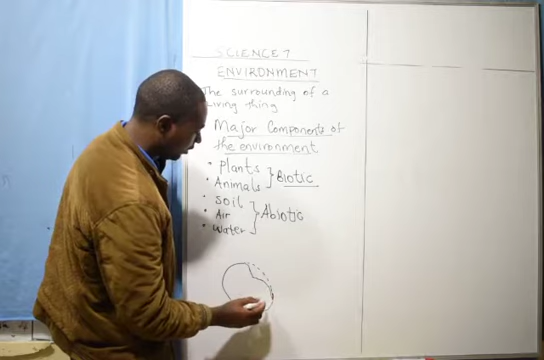 SCIENCE 7
ENVIRONMENT
The surrounding of a
living thing
Major Components of
the environment
• Plants
• Animals } Biotic
• Soil
• Air } Abiotic
• Water